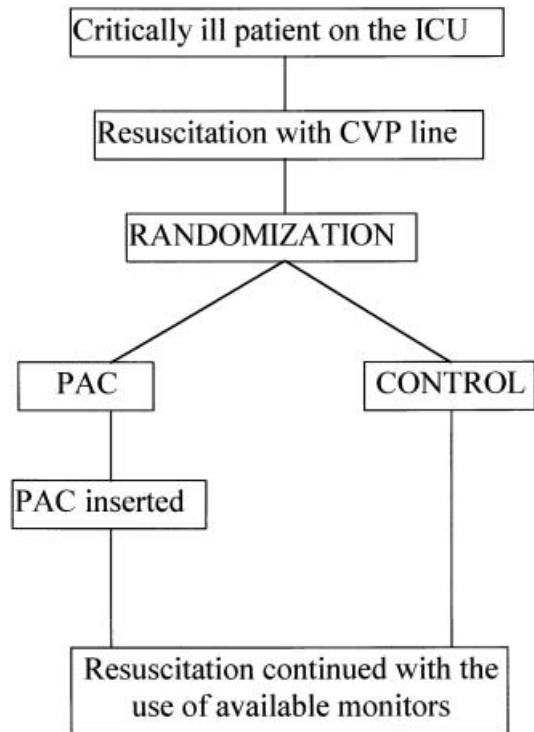 Critically ill patient on the ICU
Resuscitation with CVP line
RANDOMIZATION
PAC
CONTROL
PAC inserted
Resuscitation continued with the
use of available monitors